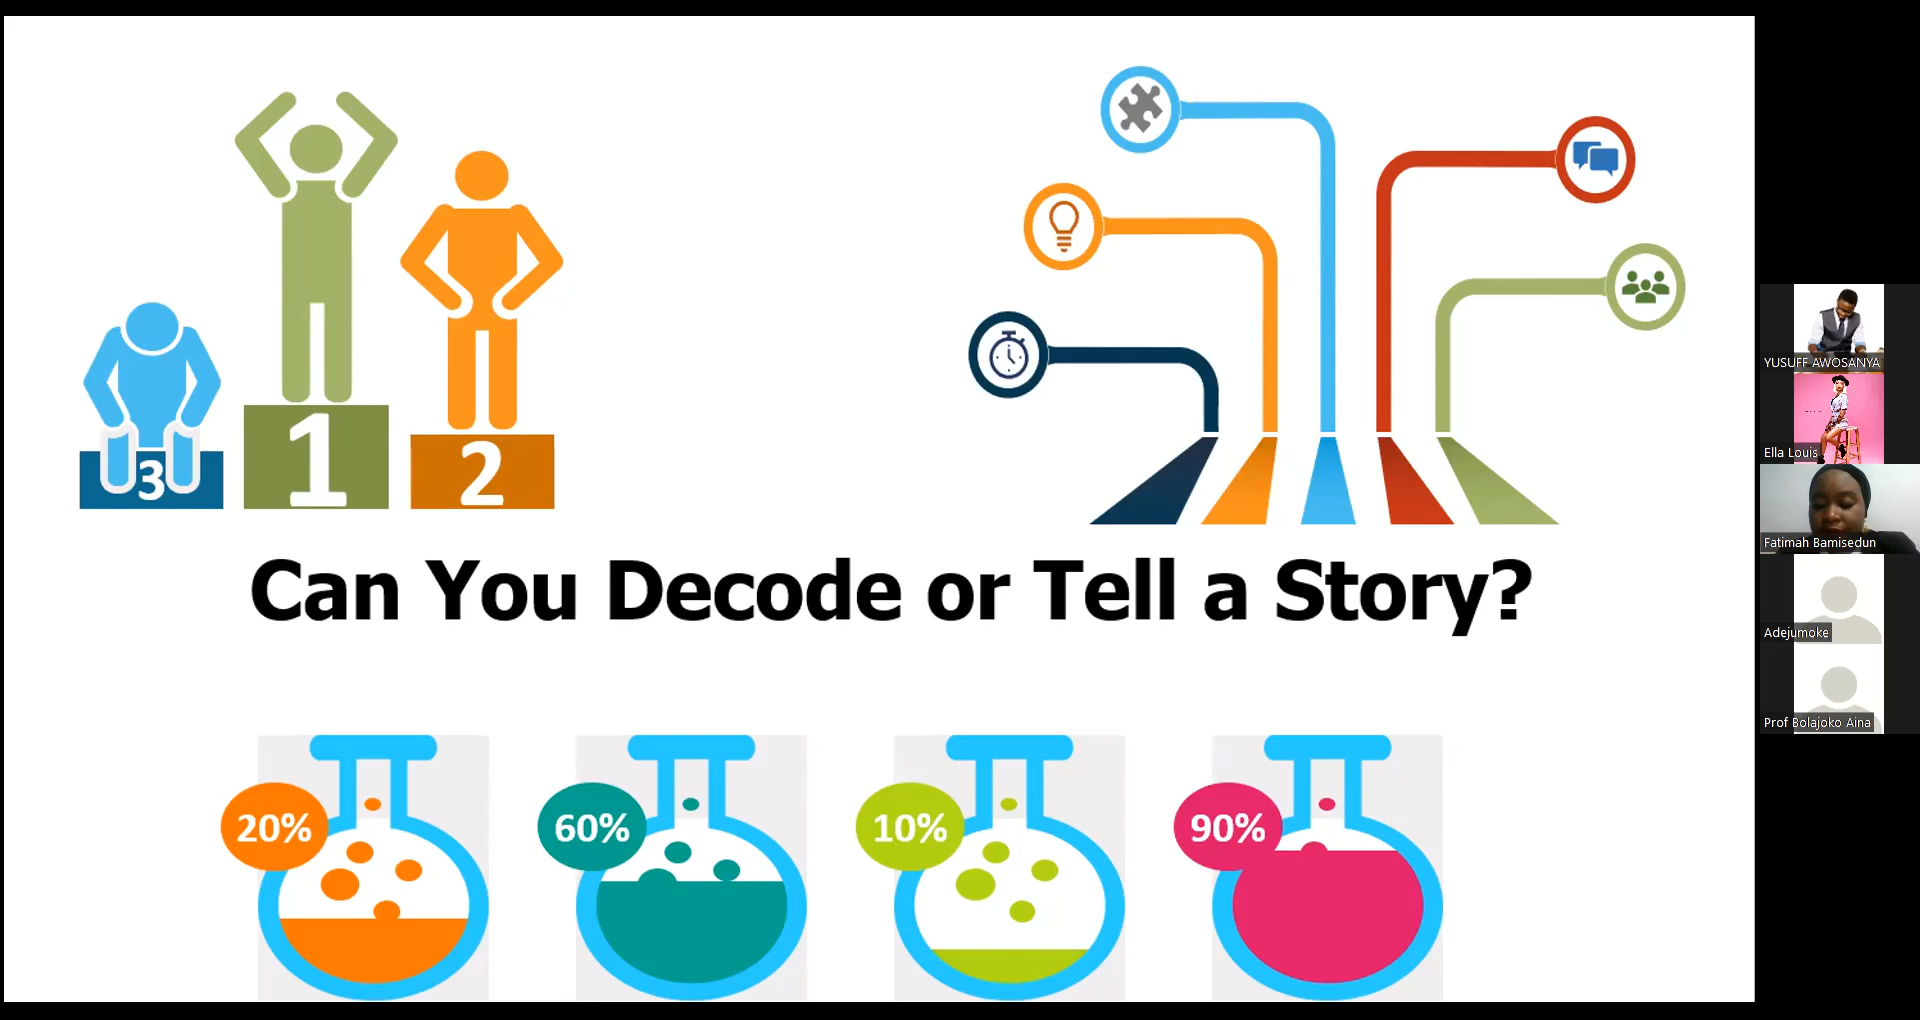 3
1
2
Can You Decode or Tell a Story?
20%
60%
10%
90%
YUSUFF AWOSANYA
Ella Louis
Fatimah Bamisedun
Adejumoke
Prof Bolajoko Aina